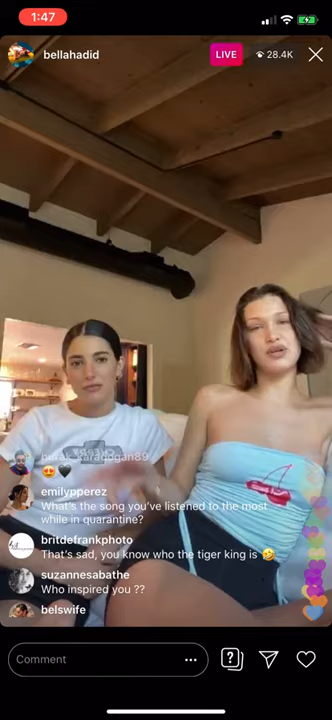 1:47
bellahadid
LIVE
28.4K
burak_karadogan89
😍🖤
emilypperez
What's the song you've listened to the most
while in quarantine?
britdefrankphoto
That's sad, you know who the tiger king is 🤣
suzannesabathe
Who inspired you ??
belswife
Comment